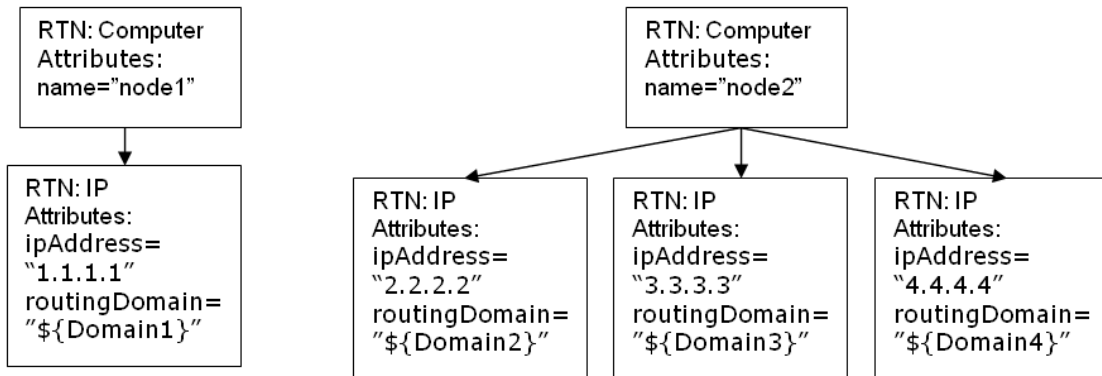 RTN: Computer
Attributes:
name=”node1”
RTN: IP
Attributes:
ipAddress=
“1.1.1.1”
routingDomain=
”${Domain1}”
RTN: Computer
Attributes:
name=”node2”
RTN: IP
Attributes:
ipAddress=
“2.2.2.2”
routingDomain=
”${Domain2}”
RTN: IP
Attributes:
ipAddress=
“3.3.3.3”
routingDomain=
”${Domain3}”
RTN: IP
Attributes:
ipAddress=
“4.4.4.4”
routingDomain=
”${Domain4}”